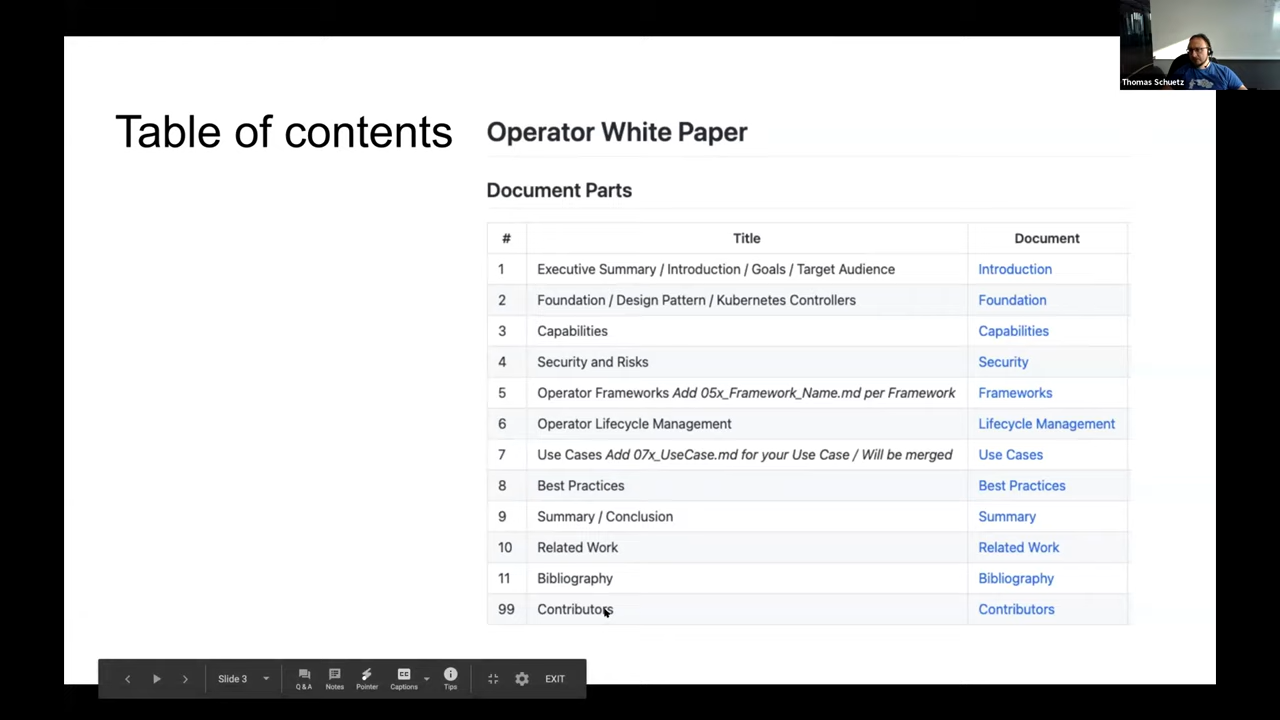 Thomas Schuetz
Table of contents
Operator White Paper
Document Parts
# Title Document
1 Executive Summary / Introduction / Goals / Target Audience Introduction
2 Foundation / Design Pattern / Kubernetes Controllers Foundation
3 Capabilities Capabilities
4 Security and Risks Security
5 Operator Frameworks Add 05x_Framework_Name.md per Framework Frameworks
6 Operator Lifecycle Management Lifecycle Management
7 Use Cases Add 07x_UseCase.md for your Use Case / Will be merged Use Cases
8 Best Practices Best Practices
9 Summary / Conclusion Summary
10 Related Work Related Work
11 Bibliography Bibliography
99 Contributors Contributors
Slide 3 Q&A Notes Pointer CC Captions Tips EXIT